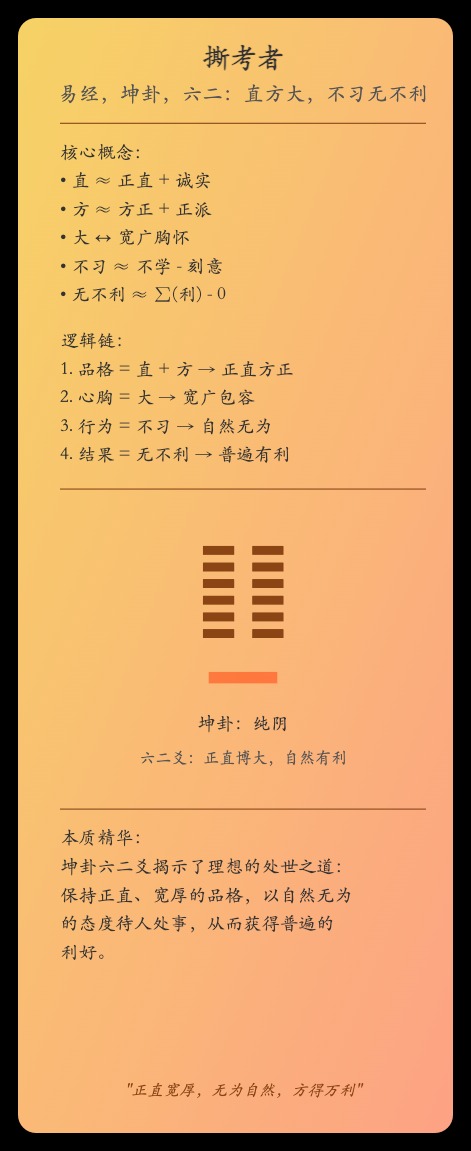 撕考者
易经，坤卦，六二：直方大，不习无不利
核心概念：
• 直 ≈ 正直 + 诚实
• 方 ≈ 方正 + 正派
• 大 ↔ 宽广胸怀
• 不习 ≈ 不学 - 刻意
• 无不利 ≈ ∑(利) - 0
逻辑链：
1. 品格 = 直 + 方 → 正直方正
2. 心胸 = 大 → 宽广包容
3. 行为 = 不习 → 自然无为
4. 结果 = 无不利 → 普遍有利
坤卦：纯阴
六二爻：正直博大，自然有利
本质精华：
坤卦六二爻揭示了理想的处世之道：
保持正直、宽厚的品格，以自然无为
的态度待人处事，从而获得普遍的
利好。
"正直宽厚，无为自然，方得万利"